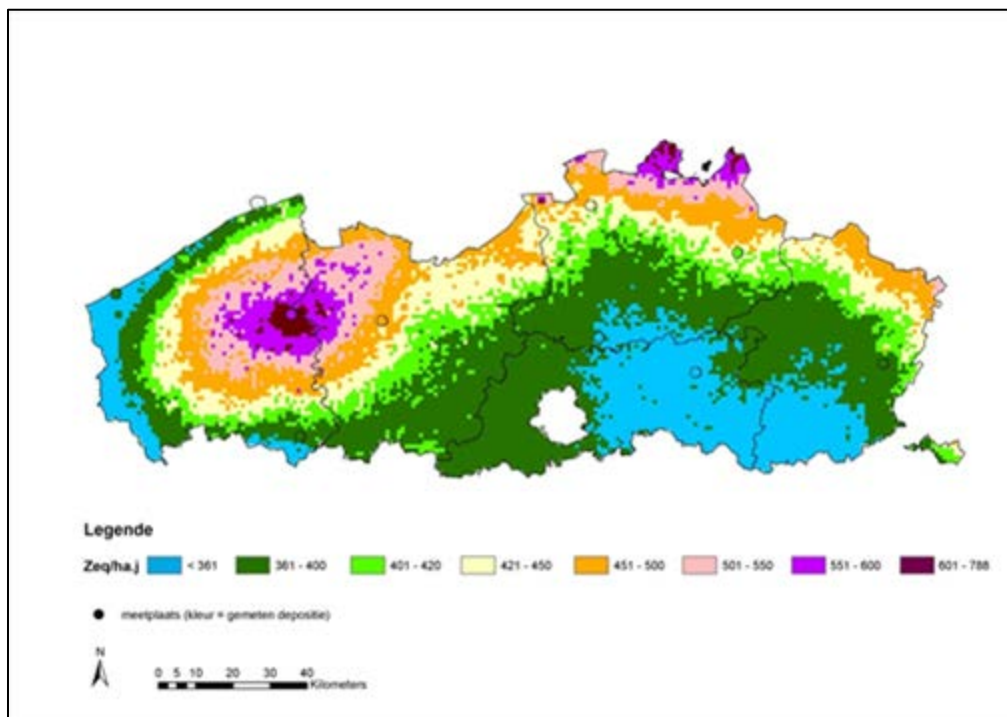 Legende
Zeq/ha.j < 361 361 - 400 401 - 420 421 - 450 451 - 500 501 - 550 551 - 600 601 - 788
meetplaats (kleur = gemeten depositie)
N
0 5 10 20 30 40
Kilometers